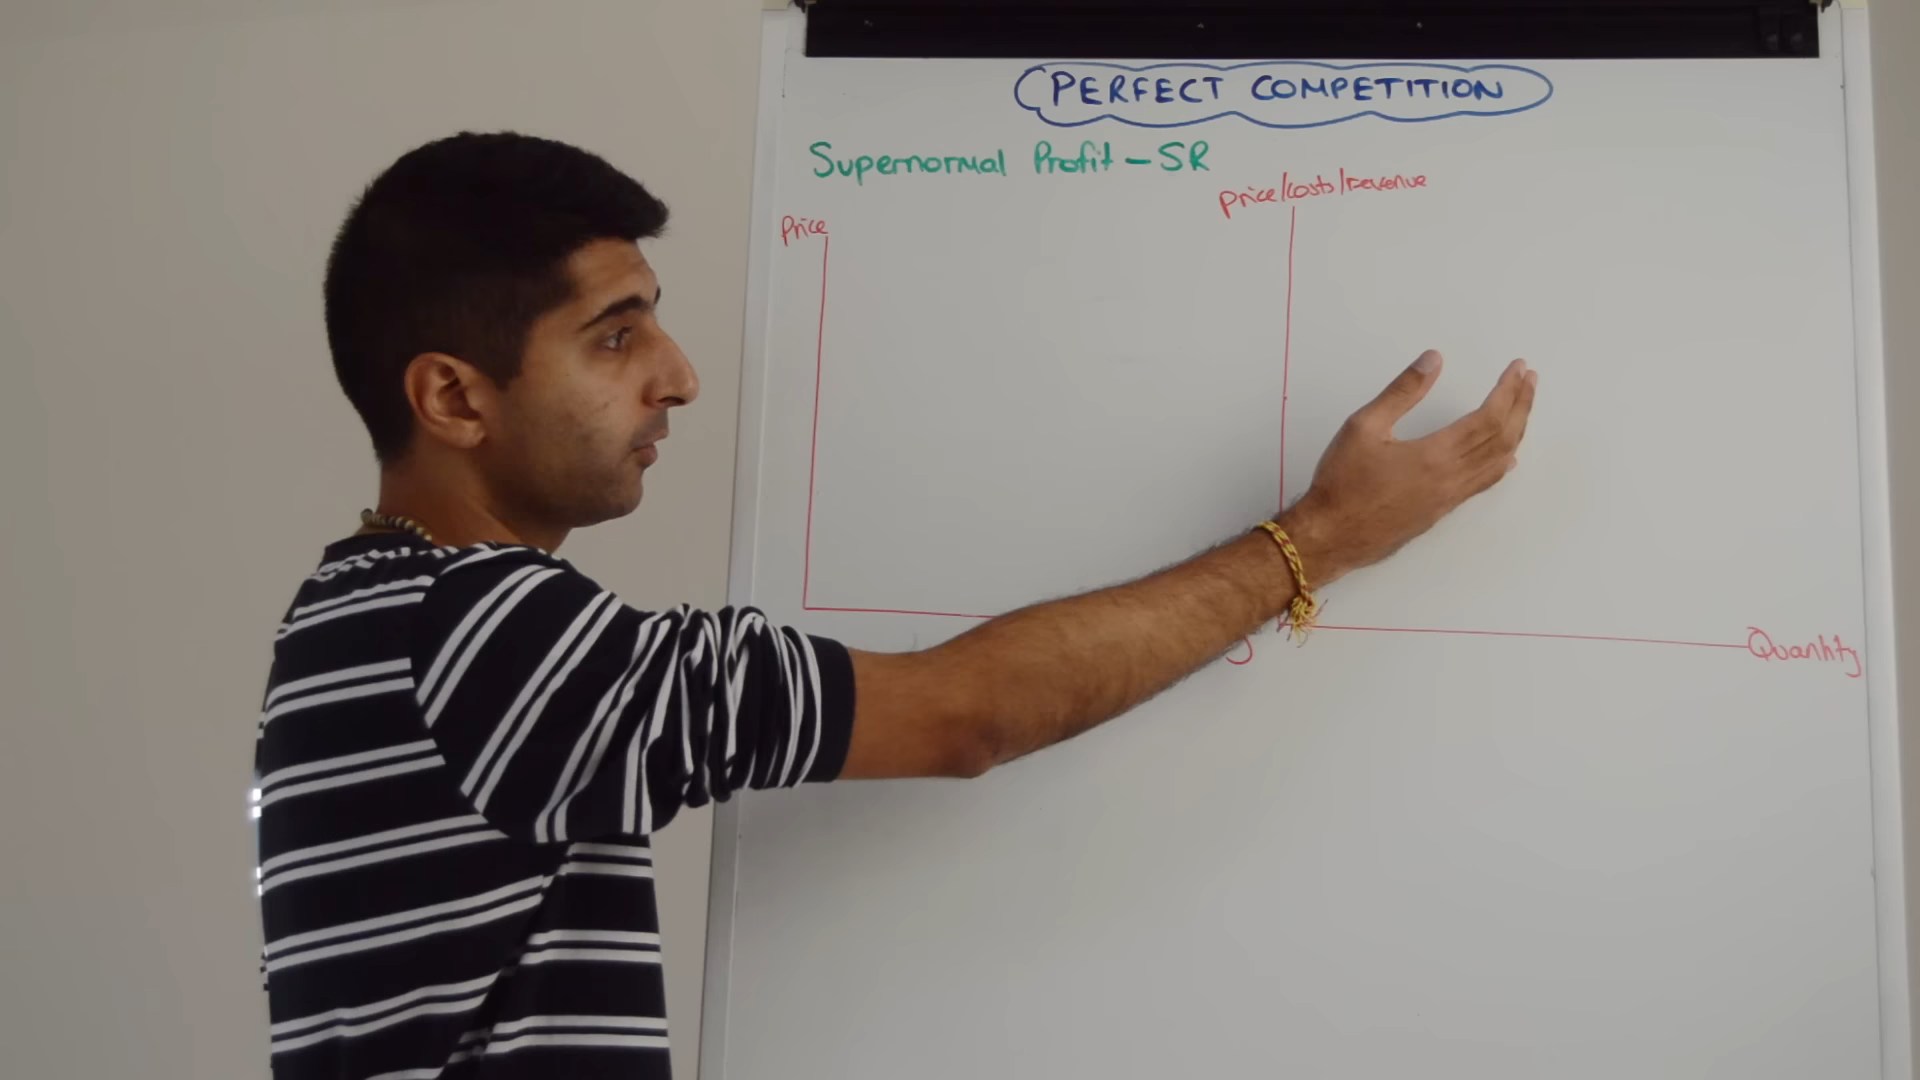 PERFECT COMPETITION
Supernormal Profit - SR
Price
Price/costs/revenue
Quantity